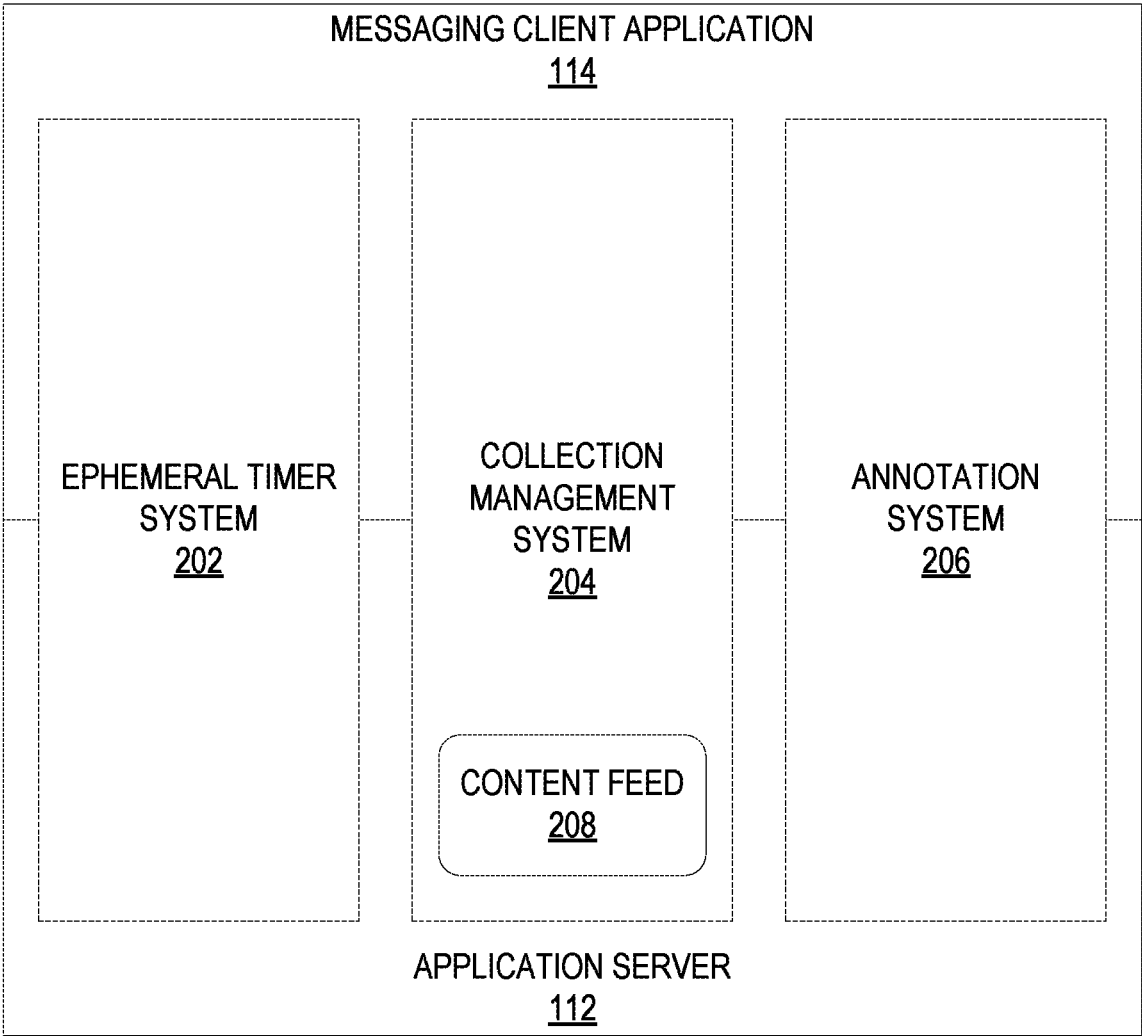 MESSAGING CLIENT APPLICATION
114
EPHEMERAL TIMER
SYSTEM
202
COLLECTION
MANAGEMENT
SYSTEM
204
ANNOTATION
SYSTEM
206
CONTENT FEED
208
APPLICATION SERVER
112